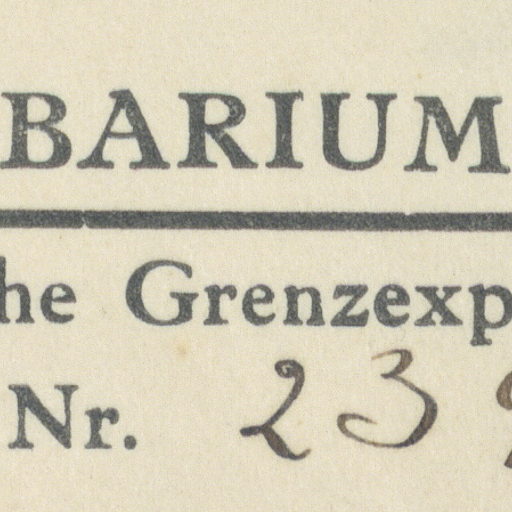 BARIUM
he Grenzexp
Nr. 23